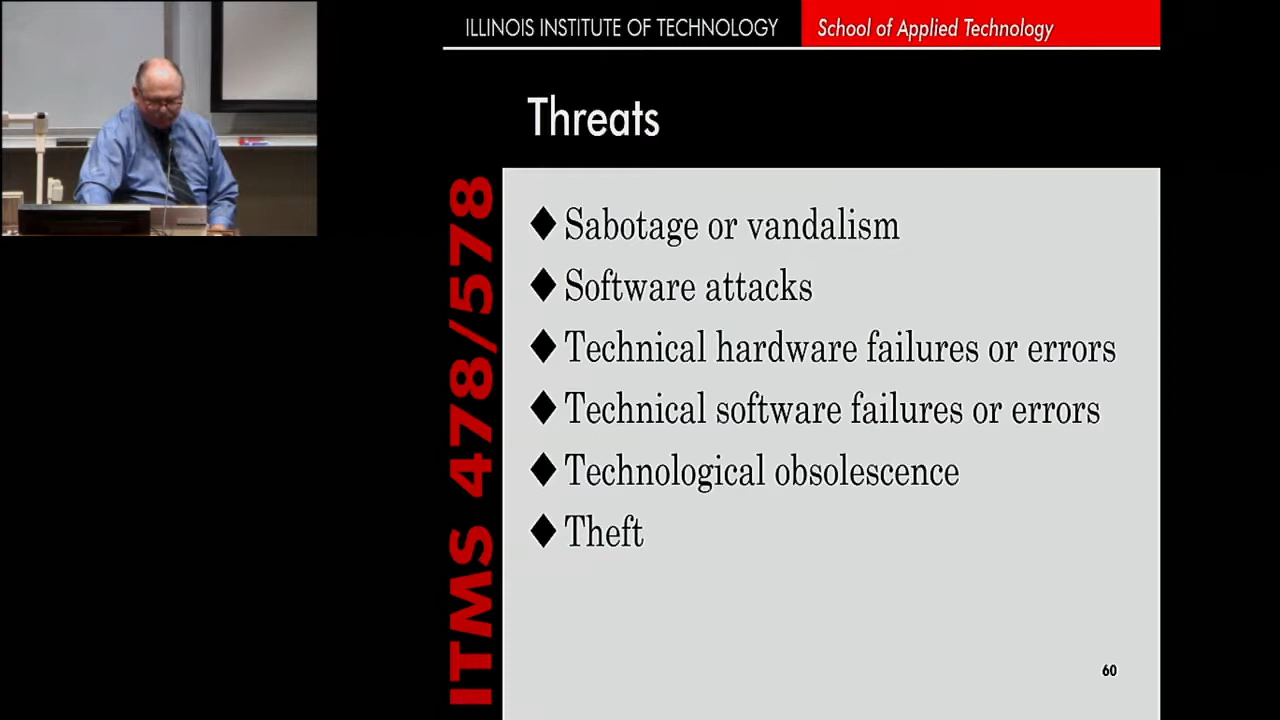 ILLINOIS INSTITUTE OF TECHNOLOGY
School of Applied Technology
Threats
ITMS 478/578
◆ Sabotage or vandalism
◆ Software attacks
◆ Technical hardware failures or errors
◆ Technical software failures or errors
◆ Technological obsolescence
◆ Theft
60